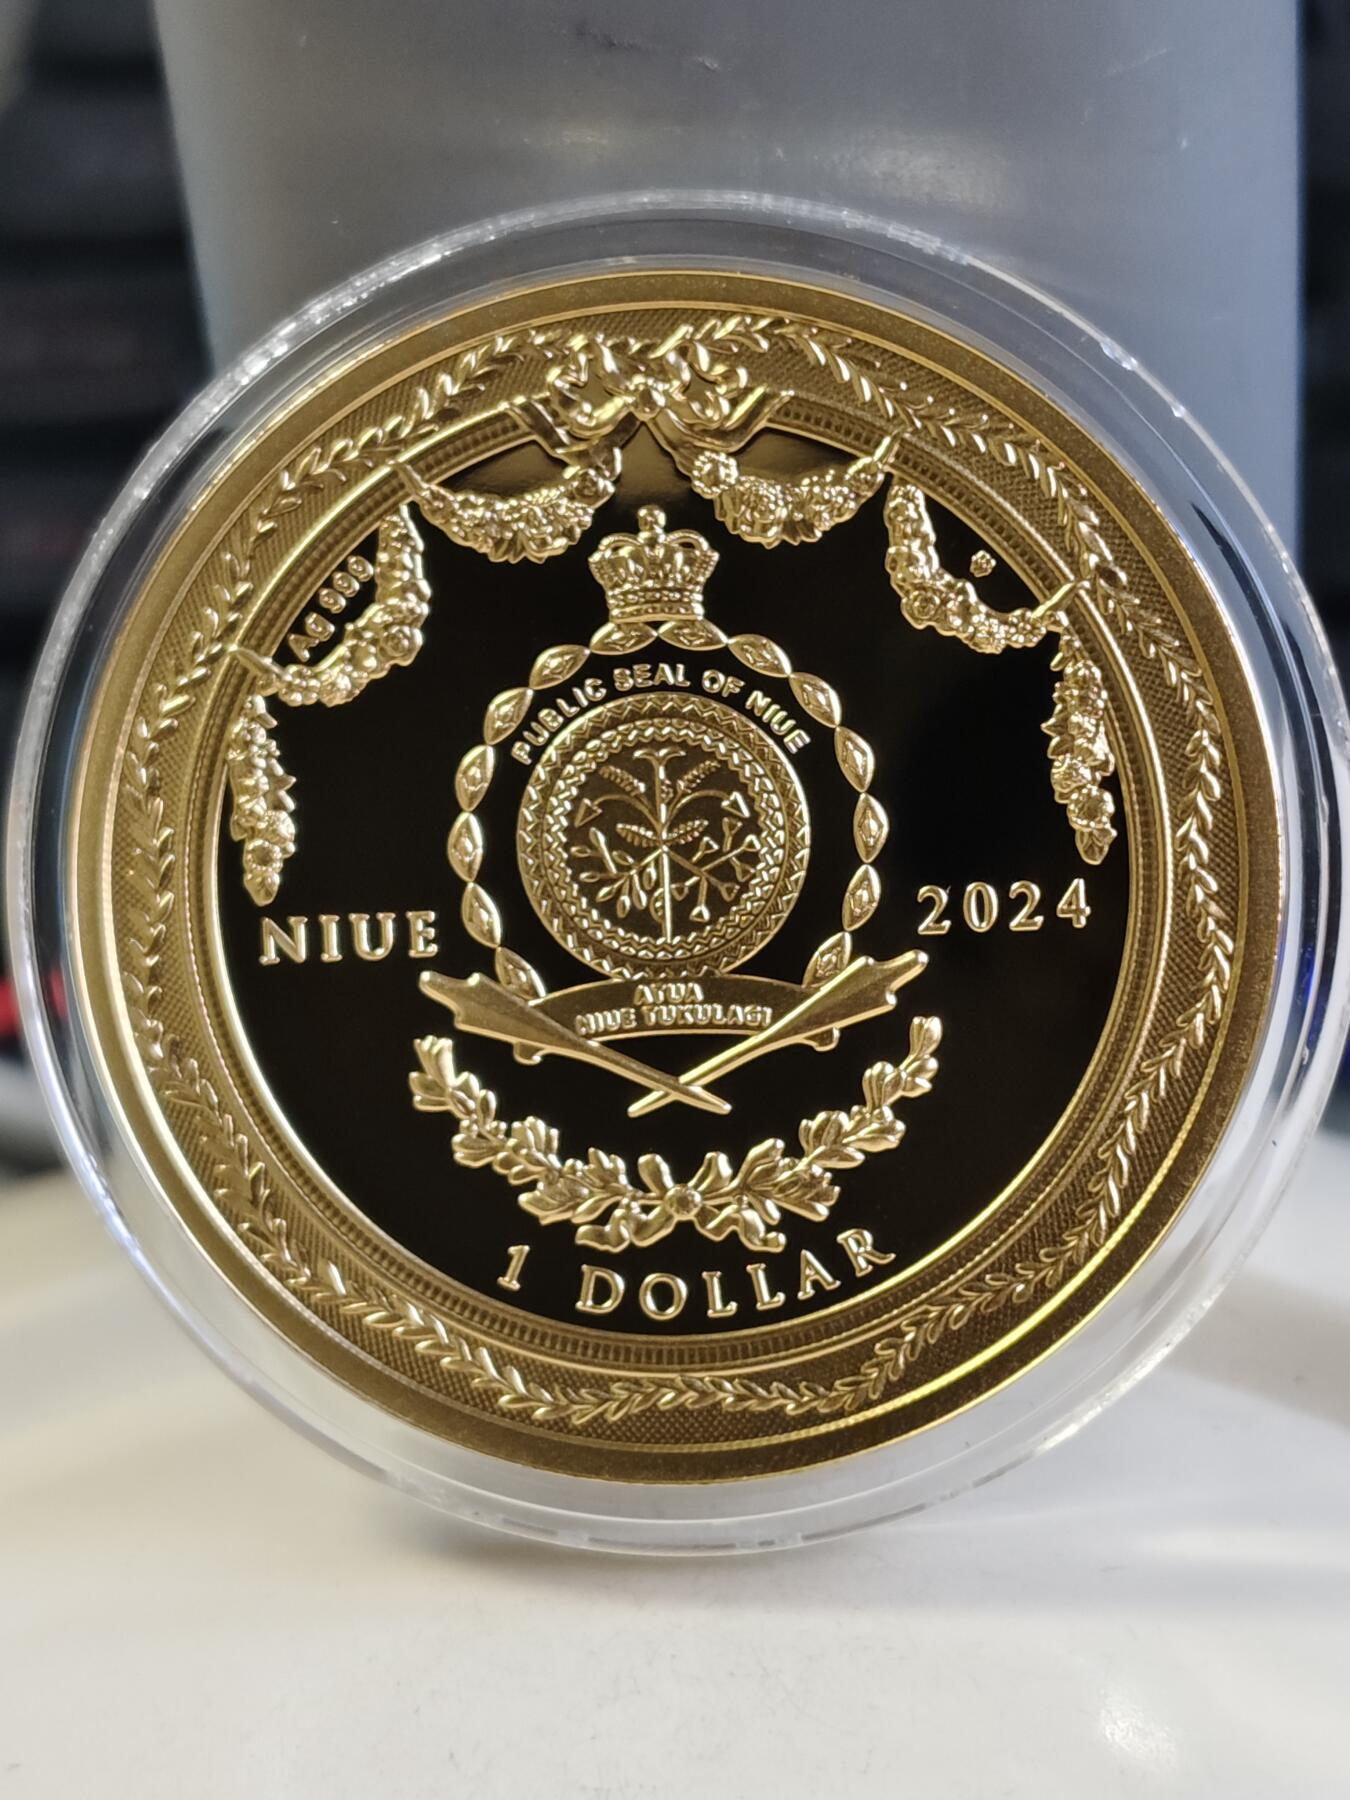 Ag 999
PUBLIC SEAL OF NIUE
NIUE
2024
ATUA
NIUE TUKULAGI
1 DOLLAR